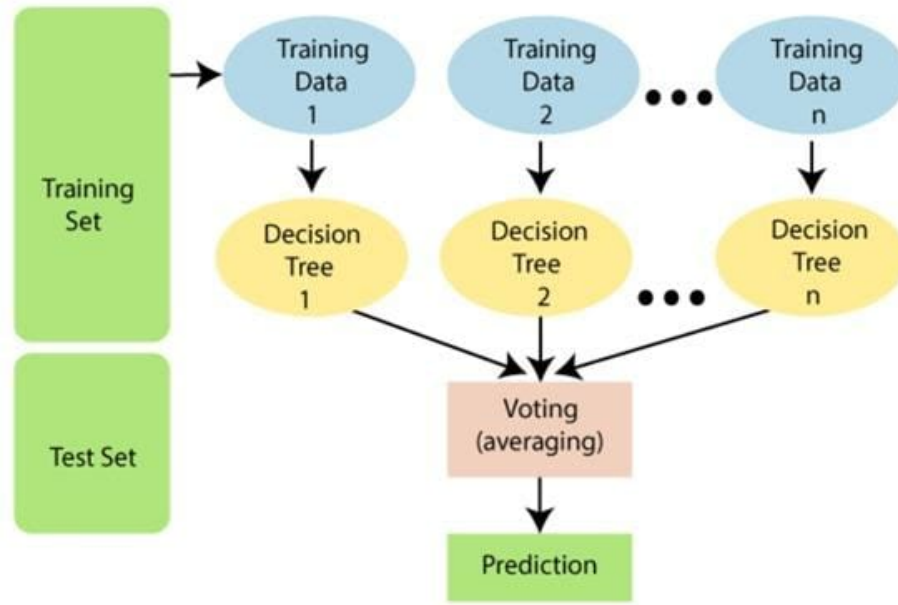 Training
Set
Test Set
Training
Data
1
Training
Data
2
Training
Data
n
Decision
Tree
1
Decision
Tree
2
Decision
Tree
n
Voting
(averaging)
Prediction